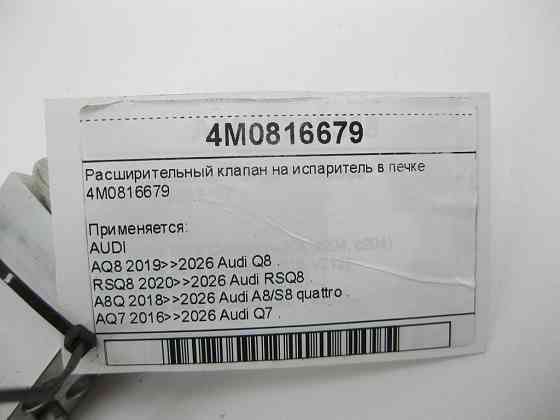 4M0816679
Расширительный клапан на испаритель в печке
4M0816679
Применяется:
AUDI
AQ8 2019>>2026 Audi Q8 .
RSQ8 2020>>2026 Audi RSQ8 .
A8Q 2018>>2026 Audi A8/S8 quattro .
AQ7 2016>>2026 Audi Q7 .